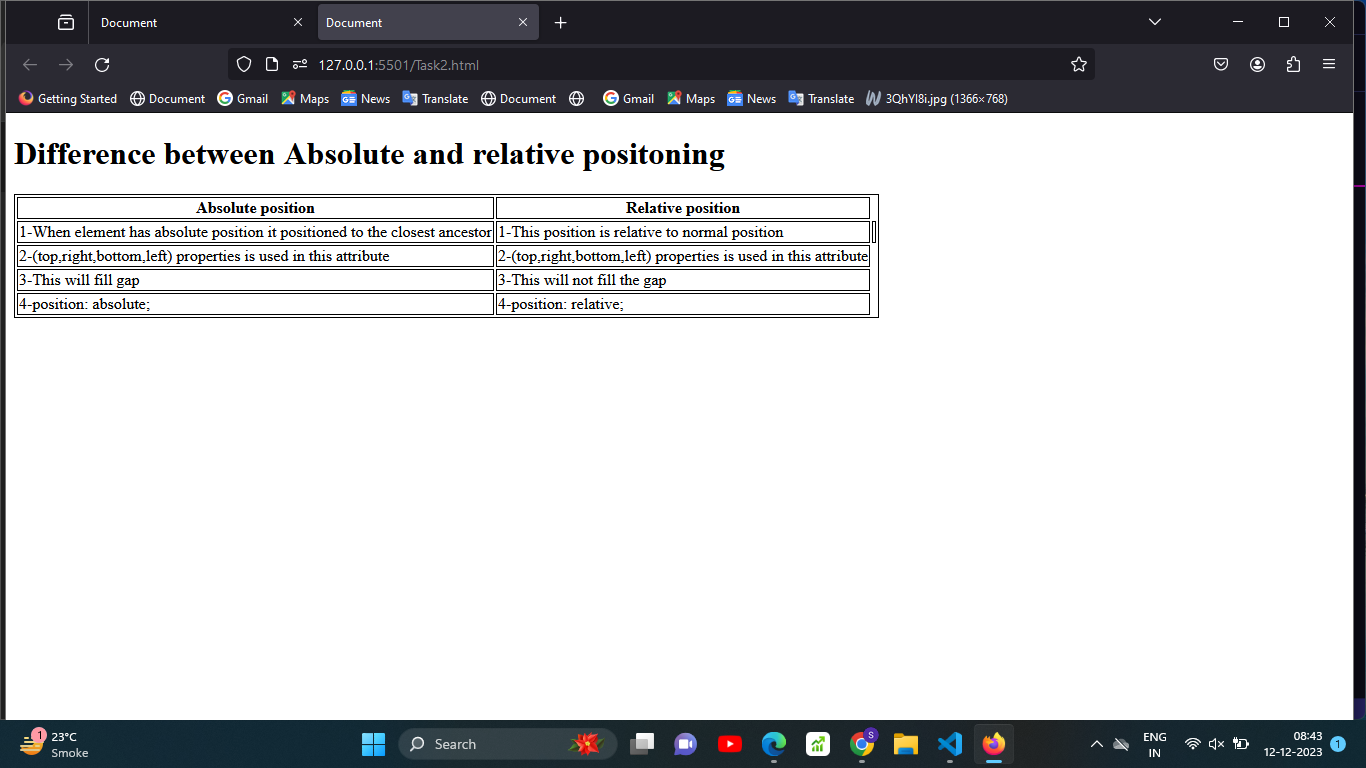 Document
Document
127.0.0.1:5501/Task2.html
Getting Started Document Gmail Maps News Translate Document Gmail Maps News Translate 3QhYl8i.jpg (1366×768)
Difference between Absolute and relative positoning
Absolute position Relative position
1-When element has absolute position it positioned to the closest ancestor 1-This position is relative to normal position
2-(top,right,bottom,left) properties is used in this attribute 2-(top,right,bottom,left) properties is used in this attribute
3-This will fill gap 3-This will not fill the gap
4-position: absolute; 4-position: relative;
1 23°C
Smoke
Search
S
ENG
IN
08:43
12-12-2023
1